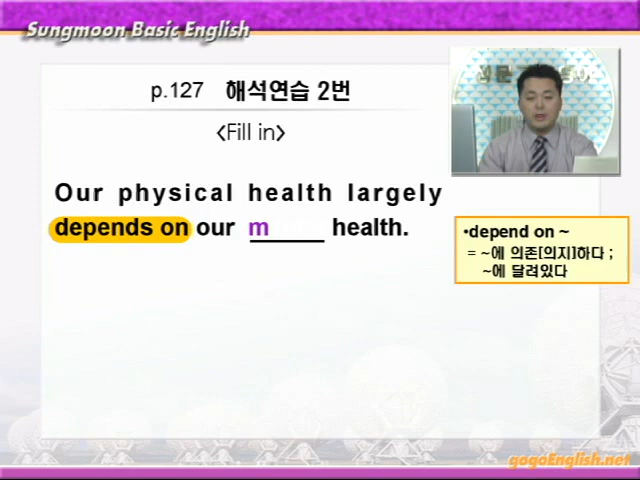 Sungmoon Basic English
p.127 해석연습 2번
<Fill in>
Our physical health largely
depends on our m______ health.
•depend on ~
= ~에 의존[의지]하다 ;
~에 달려있다
gogoEnglish.net